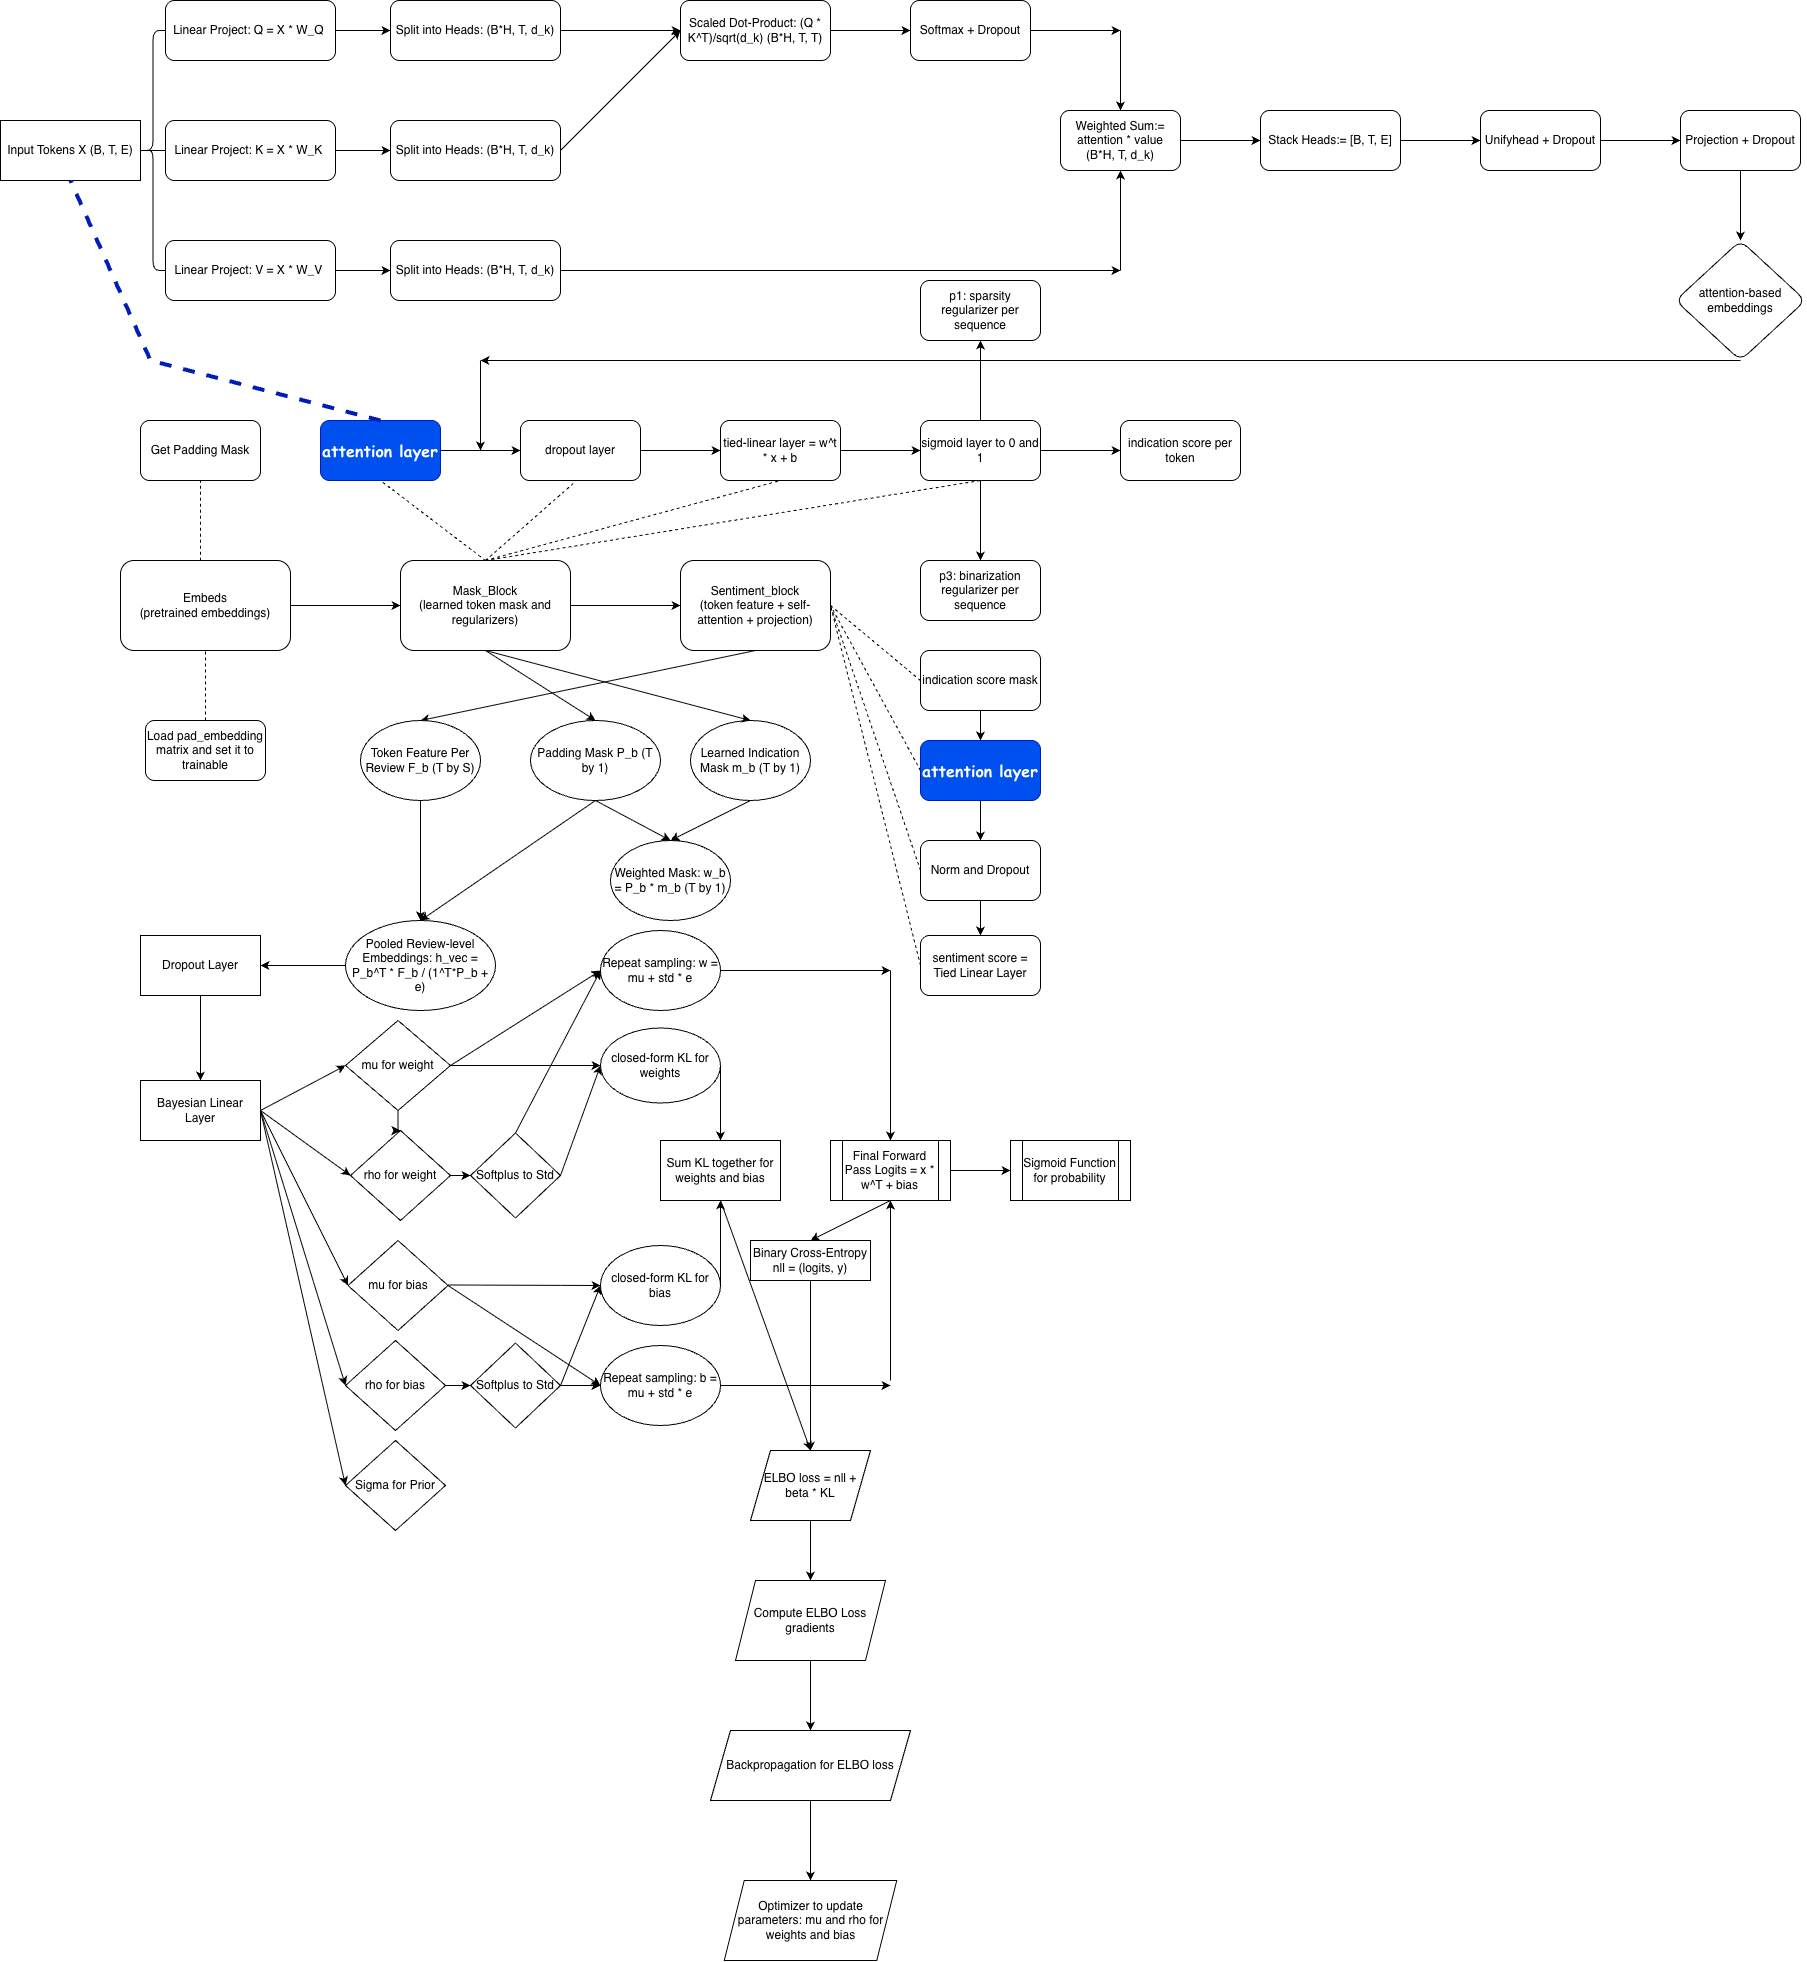 Linear Project: Q = X * W_Q
Split into Heads: (B*H, T, d_k)
Scaled Dot-Product: (Q *
K^T)/sqrt(d_k) (B*H, T, T)
Softmax + Dropout
Input Tokens X (B, T, E)
Linear Project: K = X * W_K
Split into Heads: (B*H, T, d_k)
Weighted Sum:=
attention * value
(B*H, T, d_k)
Stack Heads:= [B, T, E]
Unifyhead + Dropout
Projection + Dropout
Linear Project: V = X * W_V
Split into Heads: (B*H, T, d_k)
attention-based
embeddings
p1: sparsity
regularizer per
sequence
Get Padding Mask
attention layer
dropout layer
tied-linear layer = w^t
* x + b
sigmoid layer to 0 and
1
indication score per
token
Embeds
(pretrained embeddings)
Mask_Block
(learned token mask and
regularizers)
Sentiment_block
(token feature + self-
attention + projection)
p3: binarization
regularizer per
sequence
indication score mask
Load pad_embedding
matrix and set it to
trainable
Token Feature Per
Review F_b (T by S)
Padding Mask P_b (T
by 1)
Learned Indication
Mask m_b (T by 1)
attention layer
Weighted Mask: w_b
= P_b * m_b (T by 1)
Norm and Dropout
Dropout Layer
Pooled Review-level
Embeddings: h_vec =
P_b^T * F_b / (1^T*P_b +
e)
Repeat sampling: w =
mu + std * e
sentiment score =
Tied Linear Layer
mu for weight
closed-form KL for
weights
Bayesian Linear
Layer
rho for weight
Softplus to Std
Sum KL together for
weights and bias
Final Forward
Pass Logits = x *
w^T + bias
Sigmoid Function
for probability
Binary Cross-Entropy
nll = (logits, y)
mu for bias
closed-form KL for
bias
rho for bias
Softplus to Std
Repeat sampling: b =
mu + std * e
Sigma for Prior
ELBO loss = nll +
beta * KL
Compute ELBO Loss
gradients
Backpropagation for ELBO loss
Optimizer to update
parameters: mu and rho for
weights and bias